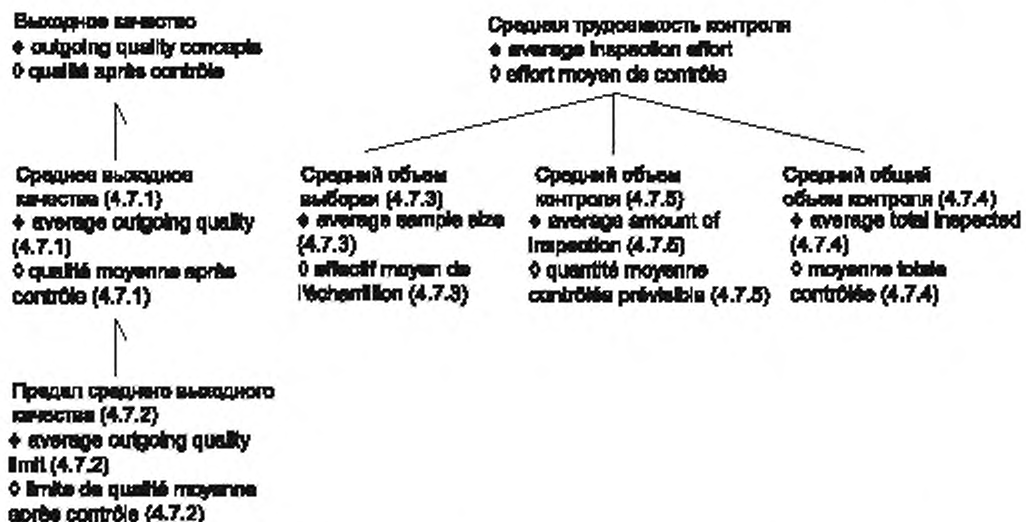 Выходное качество
♦ outgoing quality concepts
◊ qualité après contrôle
Средняя трудоемкость контроля
♦ average inspection effort
◊ effort moyen de contrôle
Среднее выходное
качество (4.7.1)
♦ average outgoing quality
(4.7.1)
◊ qualité moyenne après
contrôle (4.7.1)
Средний объем
выборки (4.7.3)
♦ average sample size
(4.7.3)
◊ effectif moyen de
l'échantillon (4.7.3)
Средний объем
контроля (4.7.5)
♦ average amount of
inspection (4.7.5)
◊ quantité moyenne
contrôlée prévisible (4.7.5)
Средний общий
объем контроля (4.7.4)
♦ average total inspected
(4.7.4)
◊ moyenne totale
contrôlée (4.7.4)
Предел среднего выходного
качества (4.7.2)
♦ average outgoing quality
limit (4.7.2)
◊ limite de qualité moyenne
après contrôle (4.7.2)